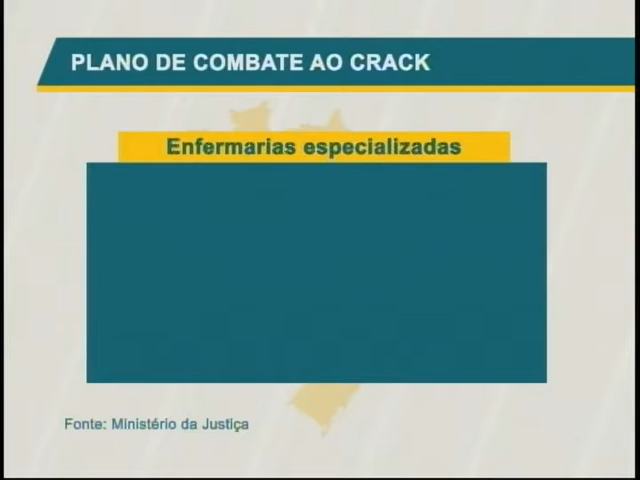 PLANO DE COMBATE AO CRACK
Enfermarias especializadas
Fonte: Ministério da Justiça